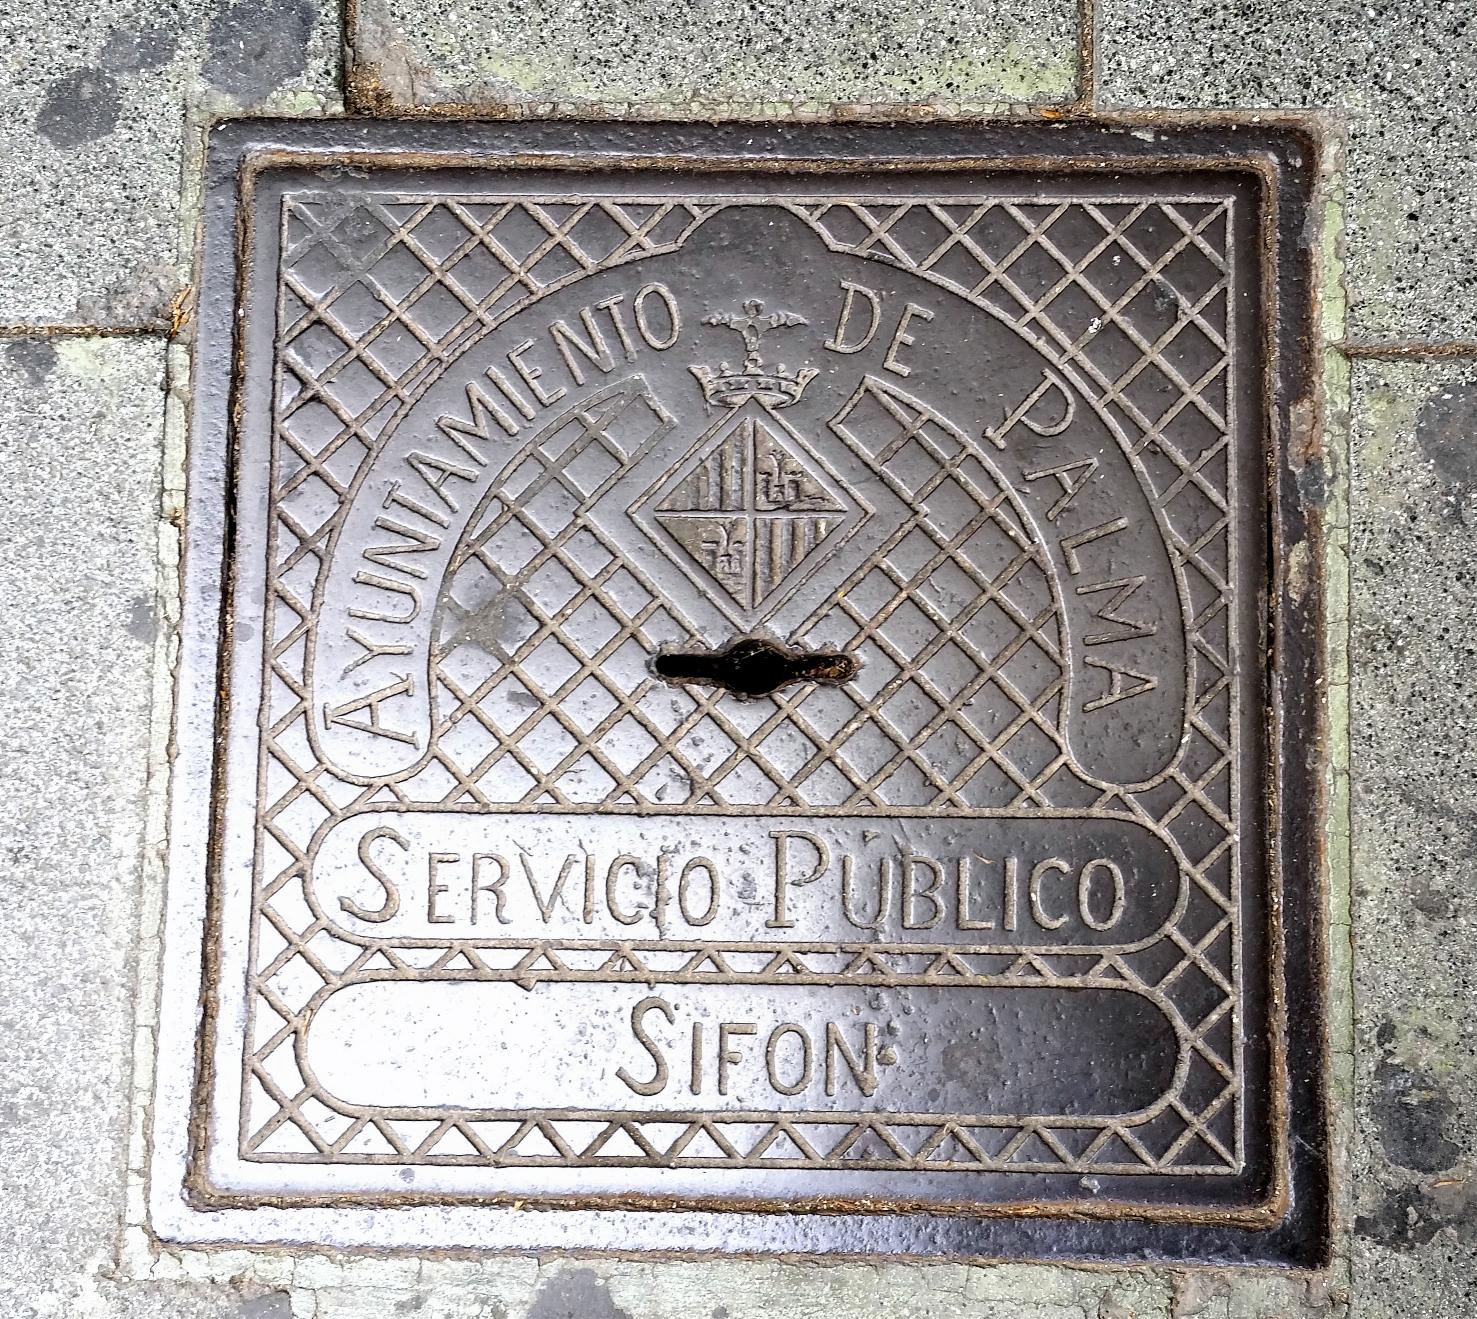 AYUNTAMIENTO DE PALMA
SERVICIO PÚBLICO
SIFON